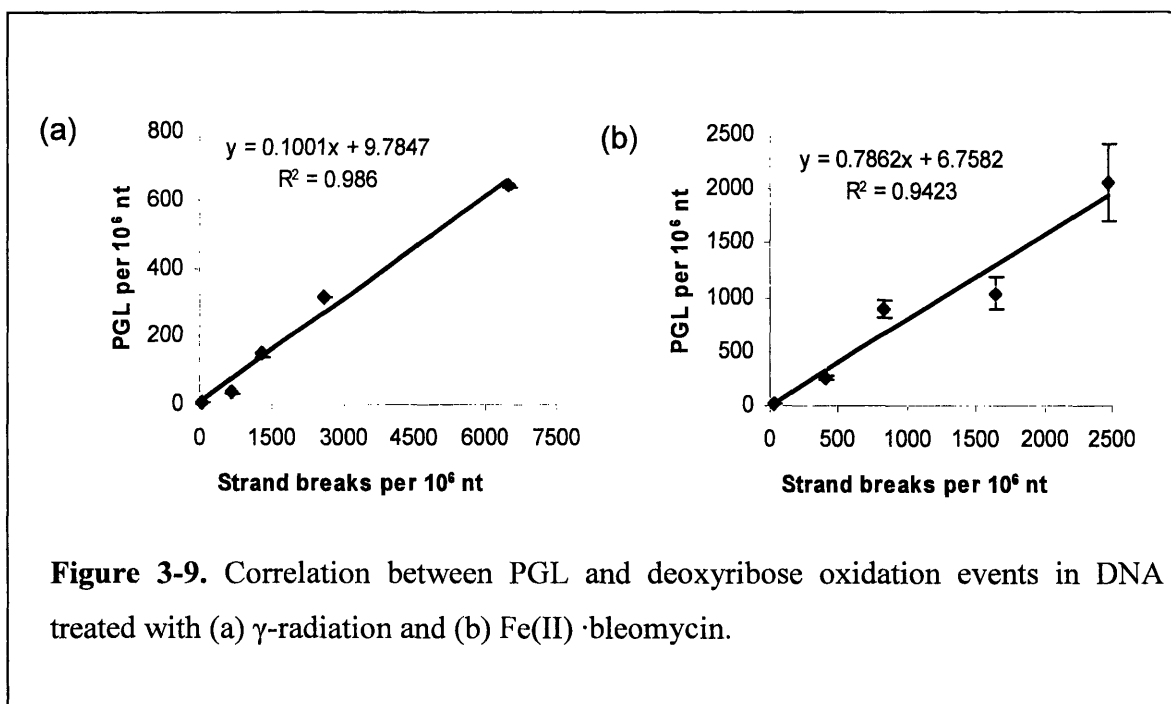 (a)
y = 0.1001x + 9.7847
R² = 0.986
PGL per 10⁶ nt
800
600
400
200
0
0 1500 3000 4500 6000 7500
Strand breaks per 10⁶ nt
(b)
y = 0.7862x + 6.7582
R² = 0.9423
PGL per 10⁶ nt
2500
2000
1500
1000
500
0
0 500 1000 1500 2000 2500
Strand breaks per 10⁶ nt
Figure 3-9. Correlation between PGL and deoxyribose oxidation events in DNA
treated with (a) γ-radiation and (b) Fe(II) ·bleomycin.